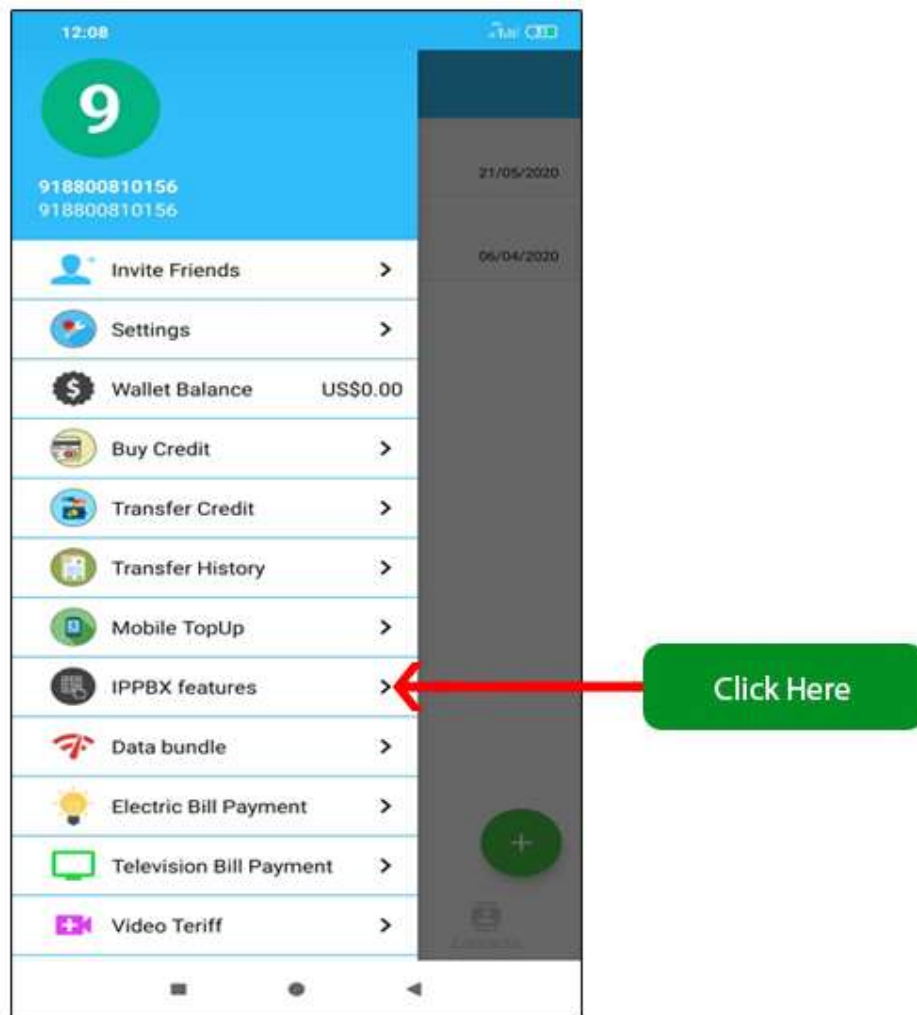 12:08
9
918800810156
918800810156
21/05/2020
06/04/2020
Invite Friends
Settings
Wallet Balance US$0.00
Buy Credit
Transfer Credit
Transfer History
Mobile TopUp
IPPBX features
Click Here
Data bundle
Electric Bill Payment
Television Bill Payment
Video Teriff
Contacts